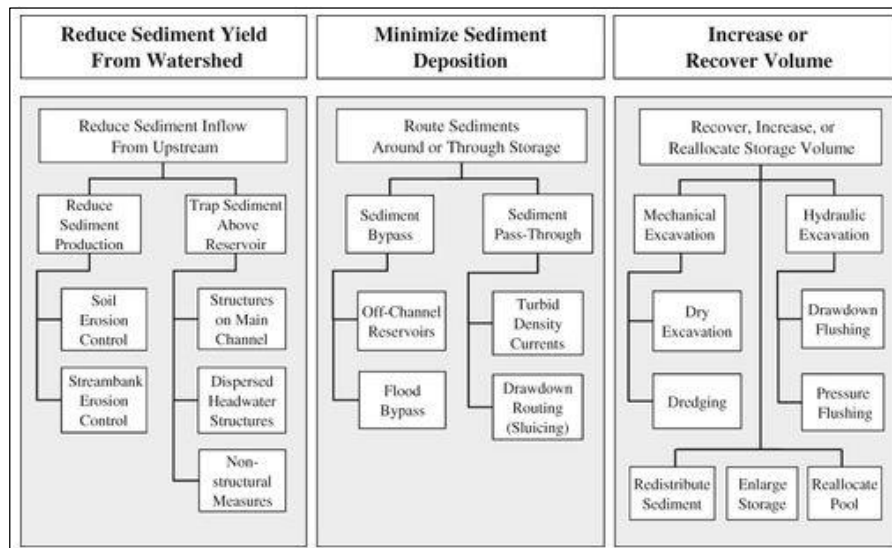 Reduce Sediment Yield
From Watershed
Minimize Sediment
Deposition
Increase or
Recover Volume
Reduce Sediment Inflow
From Upstream
Reduce
Sediment
Production
Trap Sediment
Above
Reservoir
Soil
Erosion
Control
Streambank
Erosion
Control
Structures
on Main
Channel
Dispersed
Headwater
Structures
Non-
structural
Measures
Route Sediments
Around or Through Storage
Sediment
Bypass
Sediment
Pass-Through
Off-Channel
Reservoirs
Flood
Bypass
Turbid
Density
Currents
Drawdown
Routing
(Sluicing)
Recover, Increase, or
Reallocate Storage Volume
Mechanical
Excavation
Hydraulic
Excavation
Dry
Excavation
Dredging
Drawdown
Flushing
Pressure
Flushing
Redistribute
Sediment
Enlarge
Storage
Reallocate
Pool